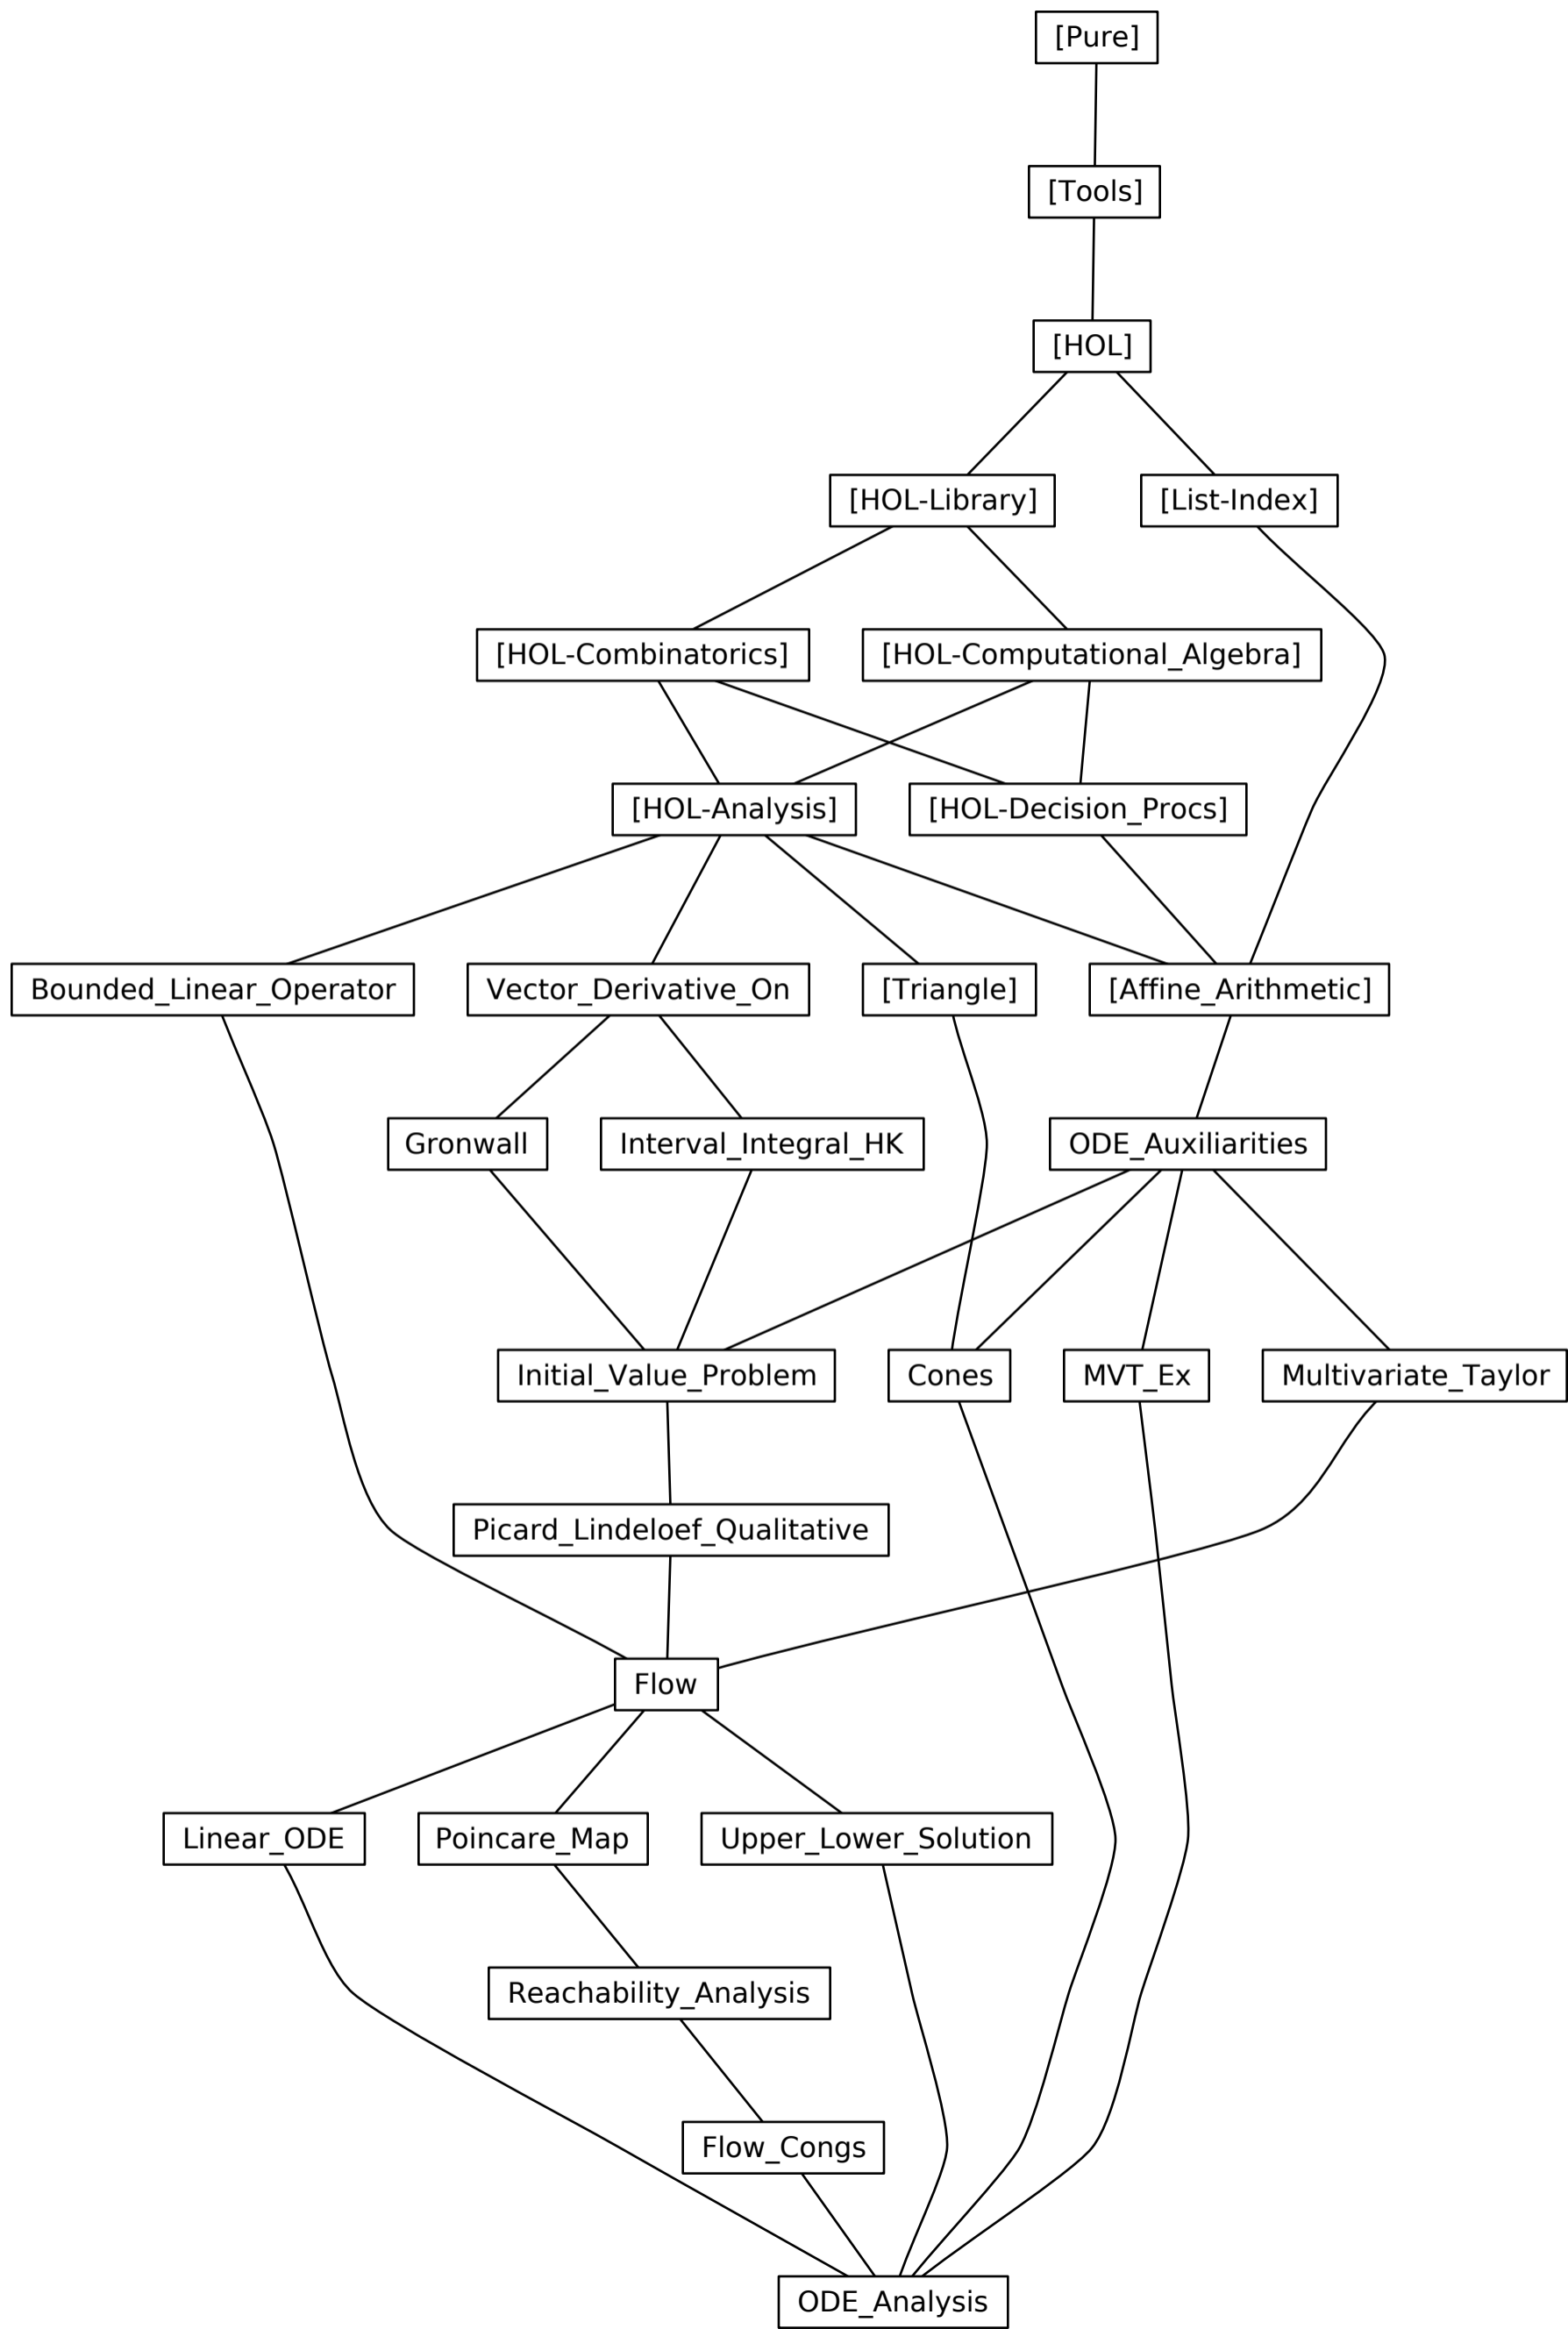 [Pure]
[Tools]
[HOL]
[HOL-Library]
[List-Index]
[HOL-Combinatorics]
[HOL-Computational_Algebra]
[HOL-Analysis]
[HOL-Decision_Procs]
Bounded_Linear_Operator
Vector_Derivative_On
[Triangle]
[Affine_Arithmetic]
Gronwall
Interval_Integral_HK
ODE_Auxiliarities
Initial_Value_Problem
Cones
MVT_Ex
Multivariate_Taylor
Picard_Lindeloef_Qualitative
Flow
Linear_ODE
Poincare_Map
Upper_Lower_Solution
Reachability_Analysis
Flow_Congs
ODE_Analysis